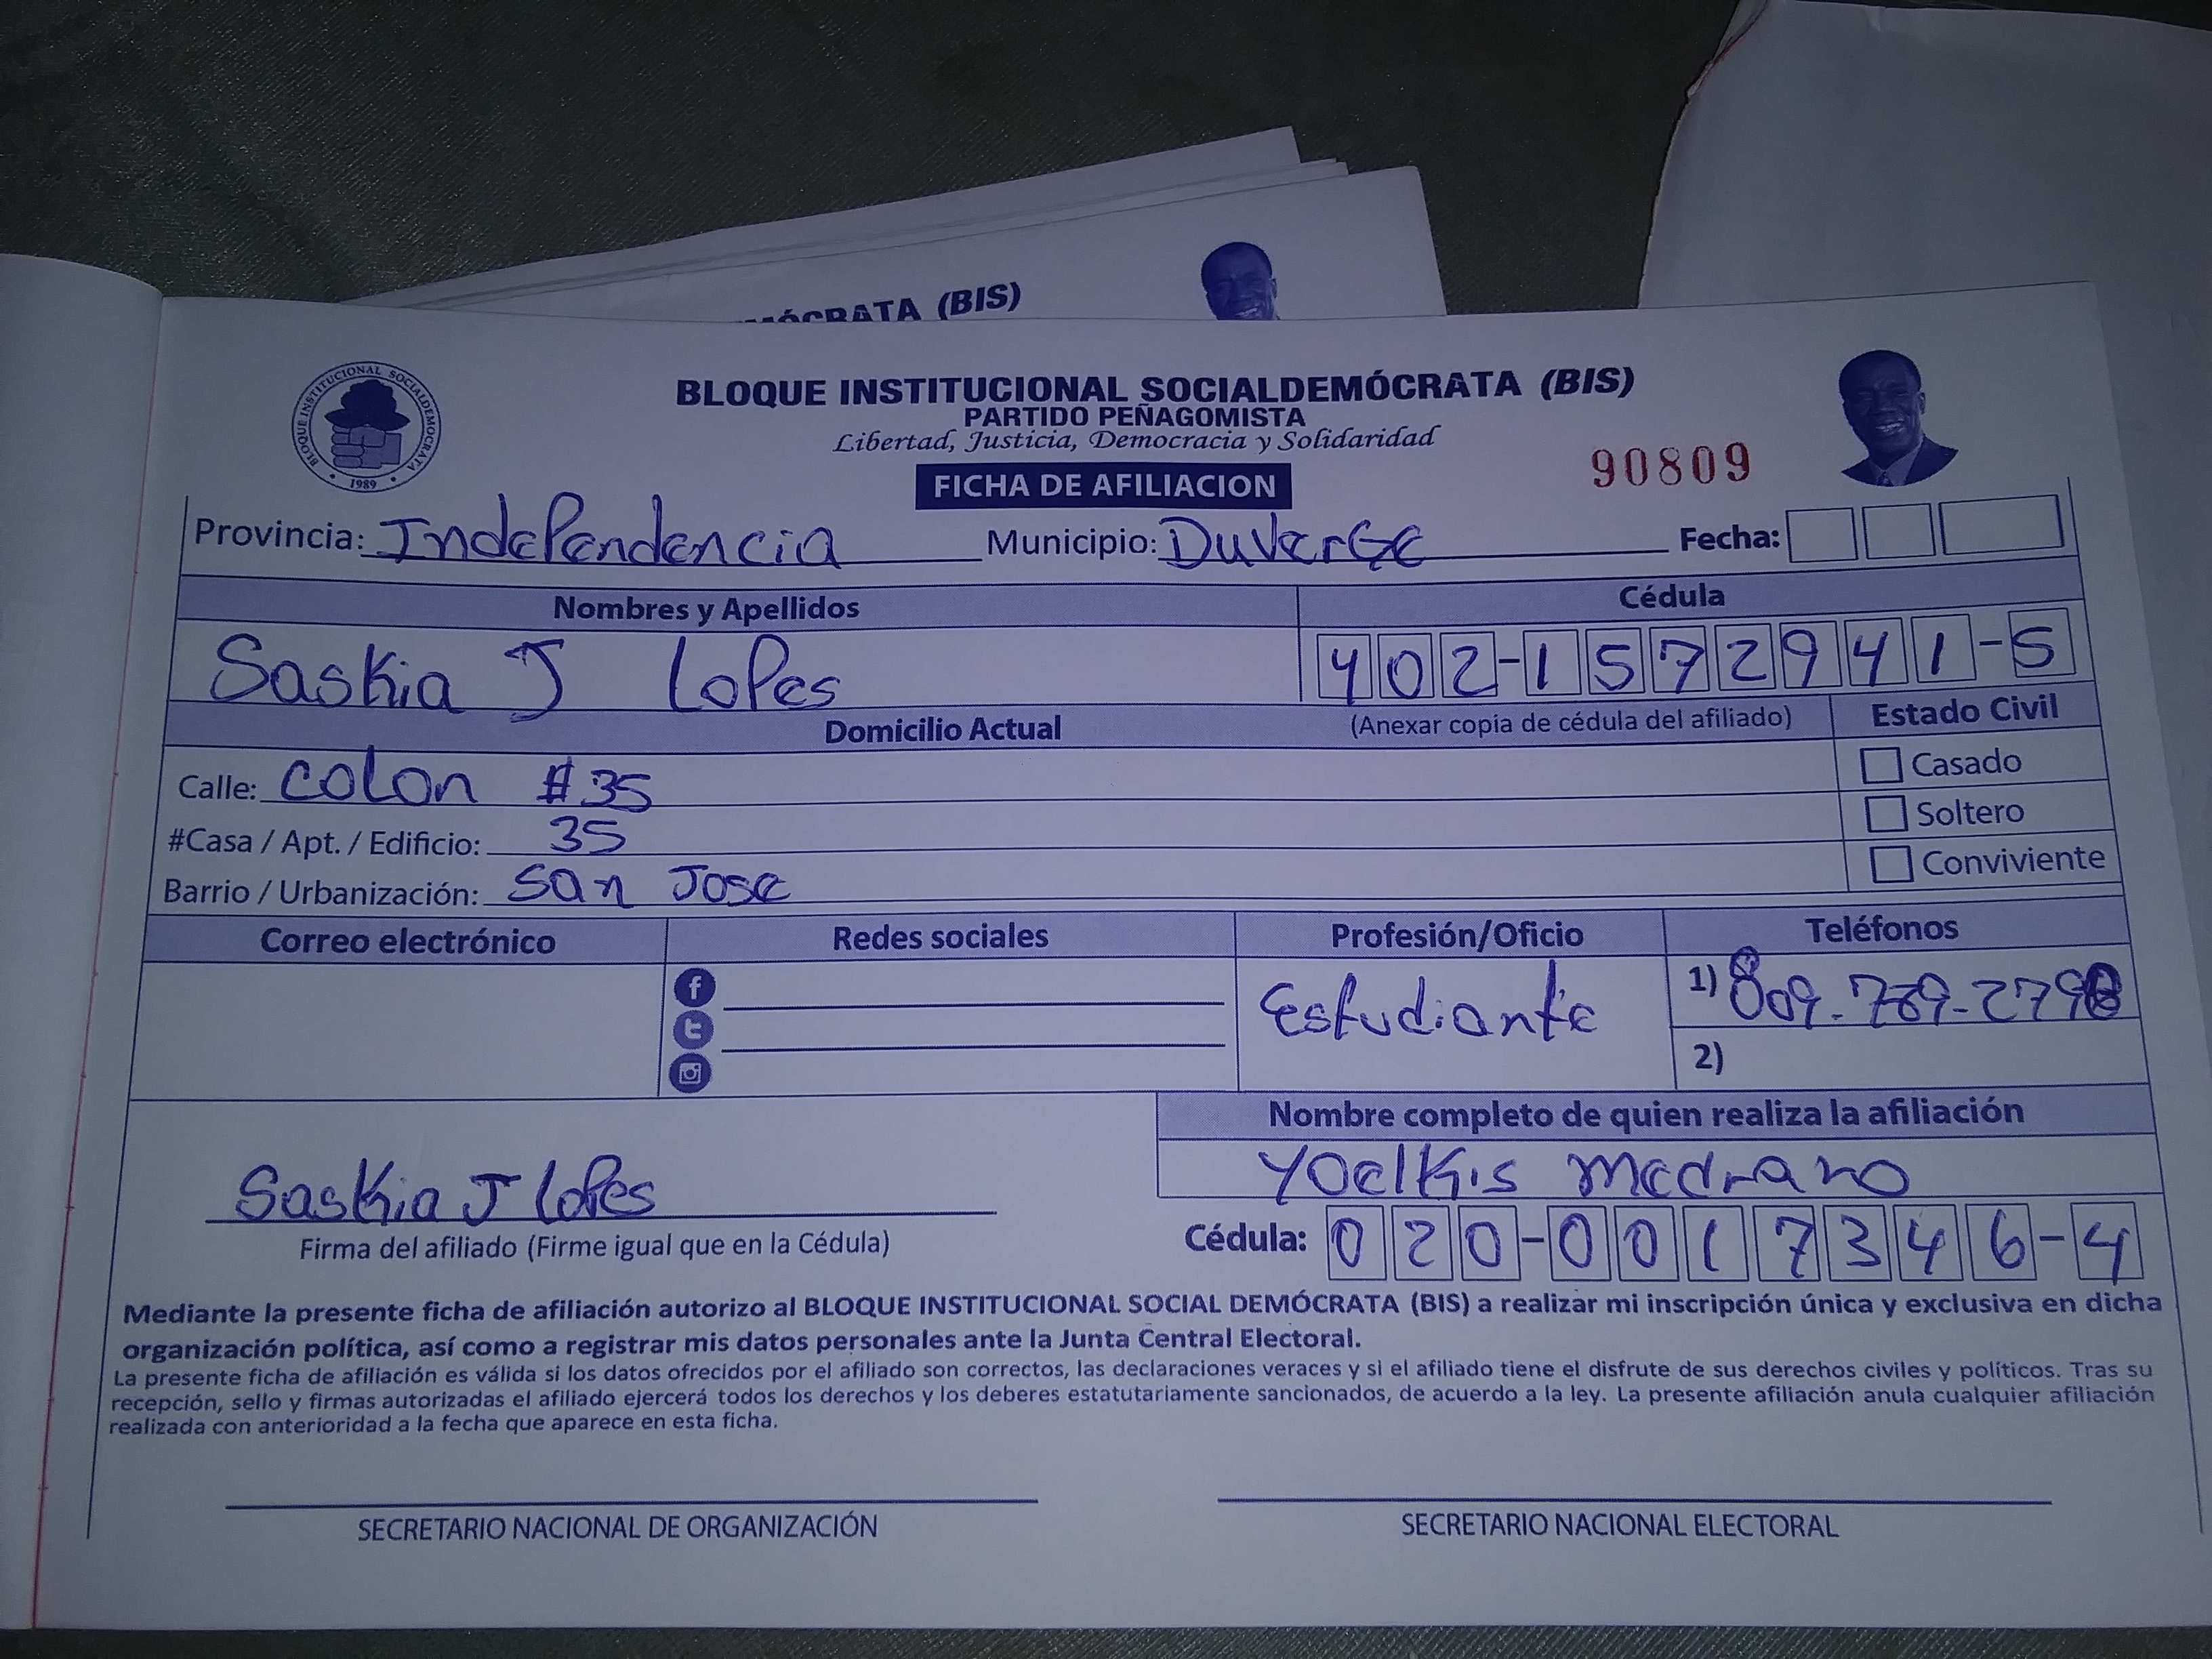 MÓCRATA (BIS)
BLOQUE INSTITUCIONAL SOCIALDEMÓCRATA
1989
BLOQUE INSTITUCIONAL SOCIALDEMÓCRATA (BIS)
PARTIDO PEÑAGOMISTA
Libertad, Justicia, Democracia y Solidaridad
90809
FICHA DE AFILIACION
Provincia: Independencia Municipio: DuverGe Fecha:
Nombres y Apellidos Cédula
Saskia J Lopes 402-1572941-5
Domicilio Actual (Anexar copia de cédula del afiliado) Estado Civil
Calle: Colon #35 Casado
#Casa / Apt. / Edificio: 35 Soltero
Barrio / Urbanización: San Jose Conviviente
Correo electrónico Redes sociales Profesión/Oficio Teléfonos
Estudiante 1) 809-789-2798
2)
Nombre completo de quien realiza la afiliación
Yoelkis Medrano
Saskia J Lopes
Firma del afiliado (Firme igual que en la Cédula) Cédula: 020-0017346-4
Mediante la presente ficha de afiliación autorizo al BLOQUE INSTITUCIONAL SOCIAL DEMÓCRATA (BIS) a realizar mi inscripción única y exclusiva en dicha
organización política, así como a registrar mis datos personales ante la Junta Central Electoral.
La presente ficha de afiliación es válida si los datos ofrecidos por el afiliado son correctos, las declaraciones veraces y si el afiliado tiene el disfrute de sus derechos civiles y políticos. Tras su
recepción, sello y firmas autorizadas el afiliado ejercerá todos los derechos y los deberes estatutariamente sancionados, de acuerdo a la ley. La presente afiliación anula cualquier afiliación
realizada con anterioridad a la fecha que aparece en esta ficha.
SECRETARIO NACIONAL DE ORGANIZACIÓN SECRETARIO NACIONAL ELECTORAL